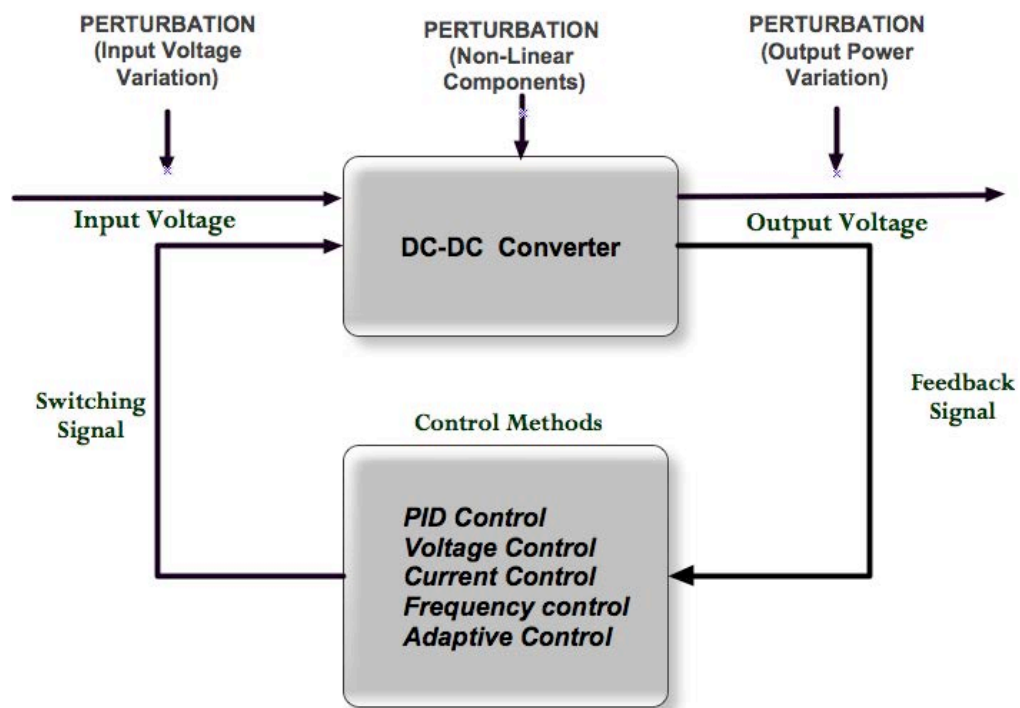 PERTURBATION
(Input Voltage
Variation)
PERTURBATION
(Non-Linear
Components)
PERTURBATION
(Output Power
Variation)
Input Voltage
Output Voltage
DC-DC Converter
Switching
Signal
Feedback
Signal
Control Methods
PID Control
Voltage Control
Current Control
Frequency control
Adaptive Control